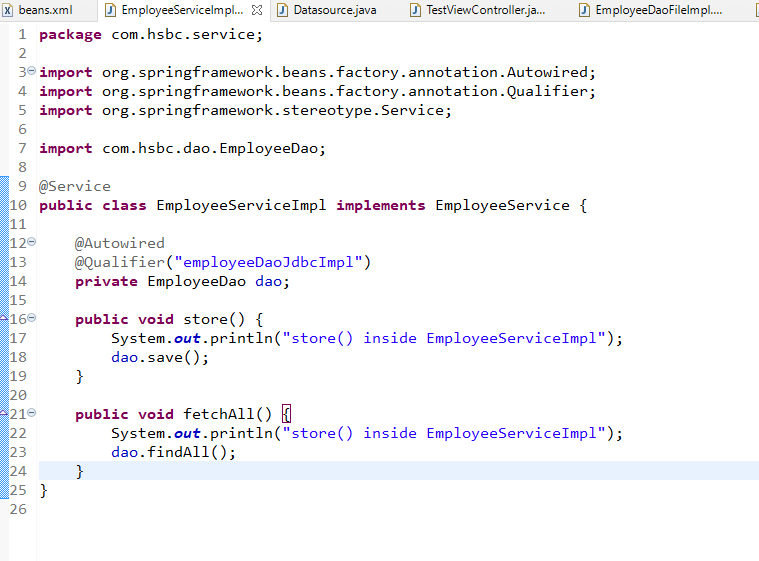 beans.xml EmployeeServiceImpl... Datasource.java TestViewController.ja... EmployeeDaoFileImpl....
1 package com.hsbc.service;
2
3 import org.springframework.beans.factory.annotation.Autowired;
4 import org.springframework.beans.factory.annotation.Qualifier;
5 import org.springframework.stereotype.Service;
6
7 import com.hsbc.dao.EmployeeDao;
8
9 @Service
10 public class EmployeeServiceImpl implements EmployeeService {
11
12 @Autowired
13 @Qualifier("employeeDaoJdbcImpl")
14 private EmployeeDao dao;
15
16 public void store() {
17 System.out.println("store() inside EmployeeServiceImpl");
18 dao.save();
19 }
20
21 public void fetchAll() {
22 System.out.println("store() inside EmployeeServiceImpl");
23 dao.findAll();
24 }
25 }
26